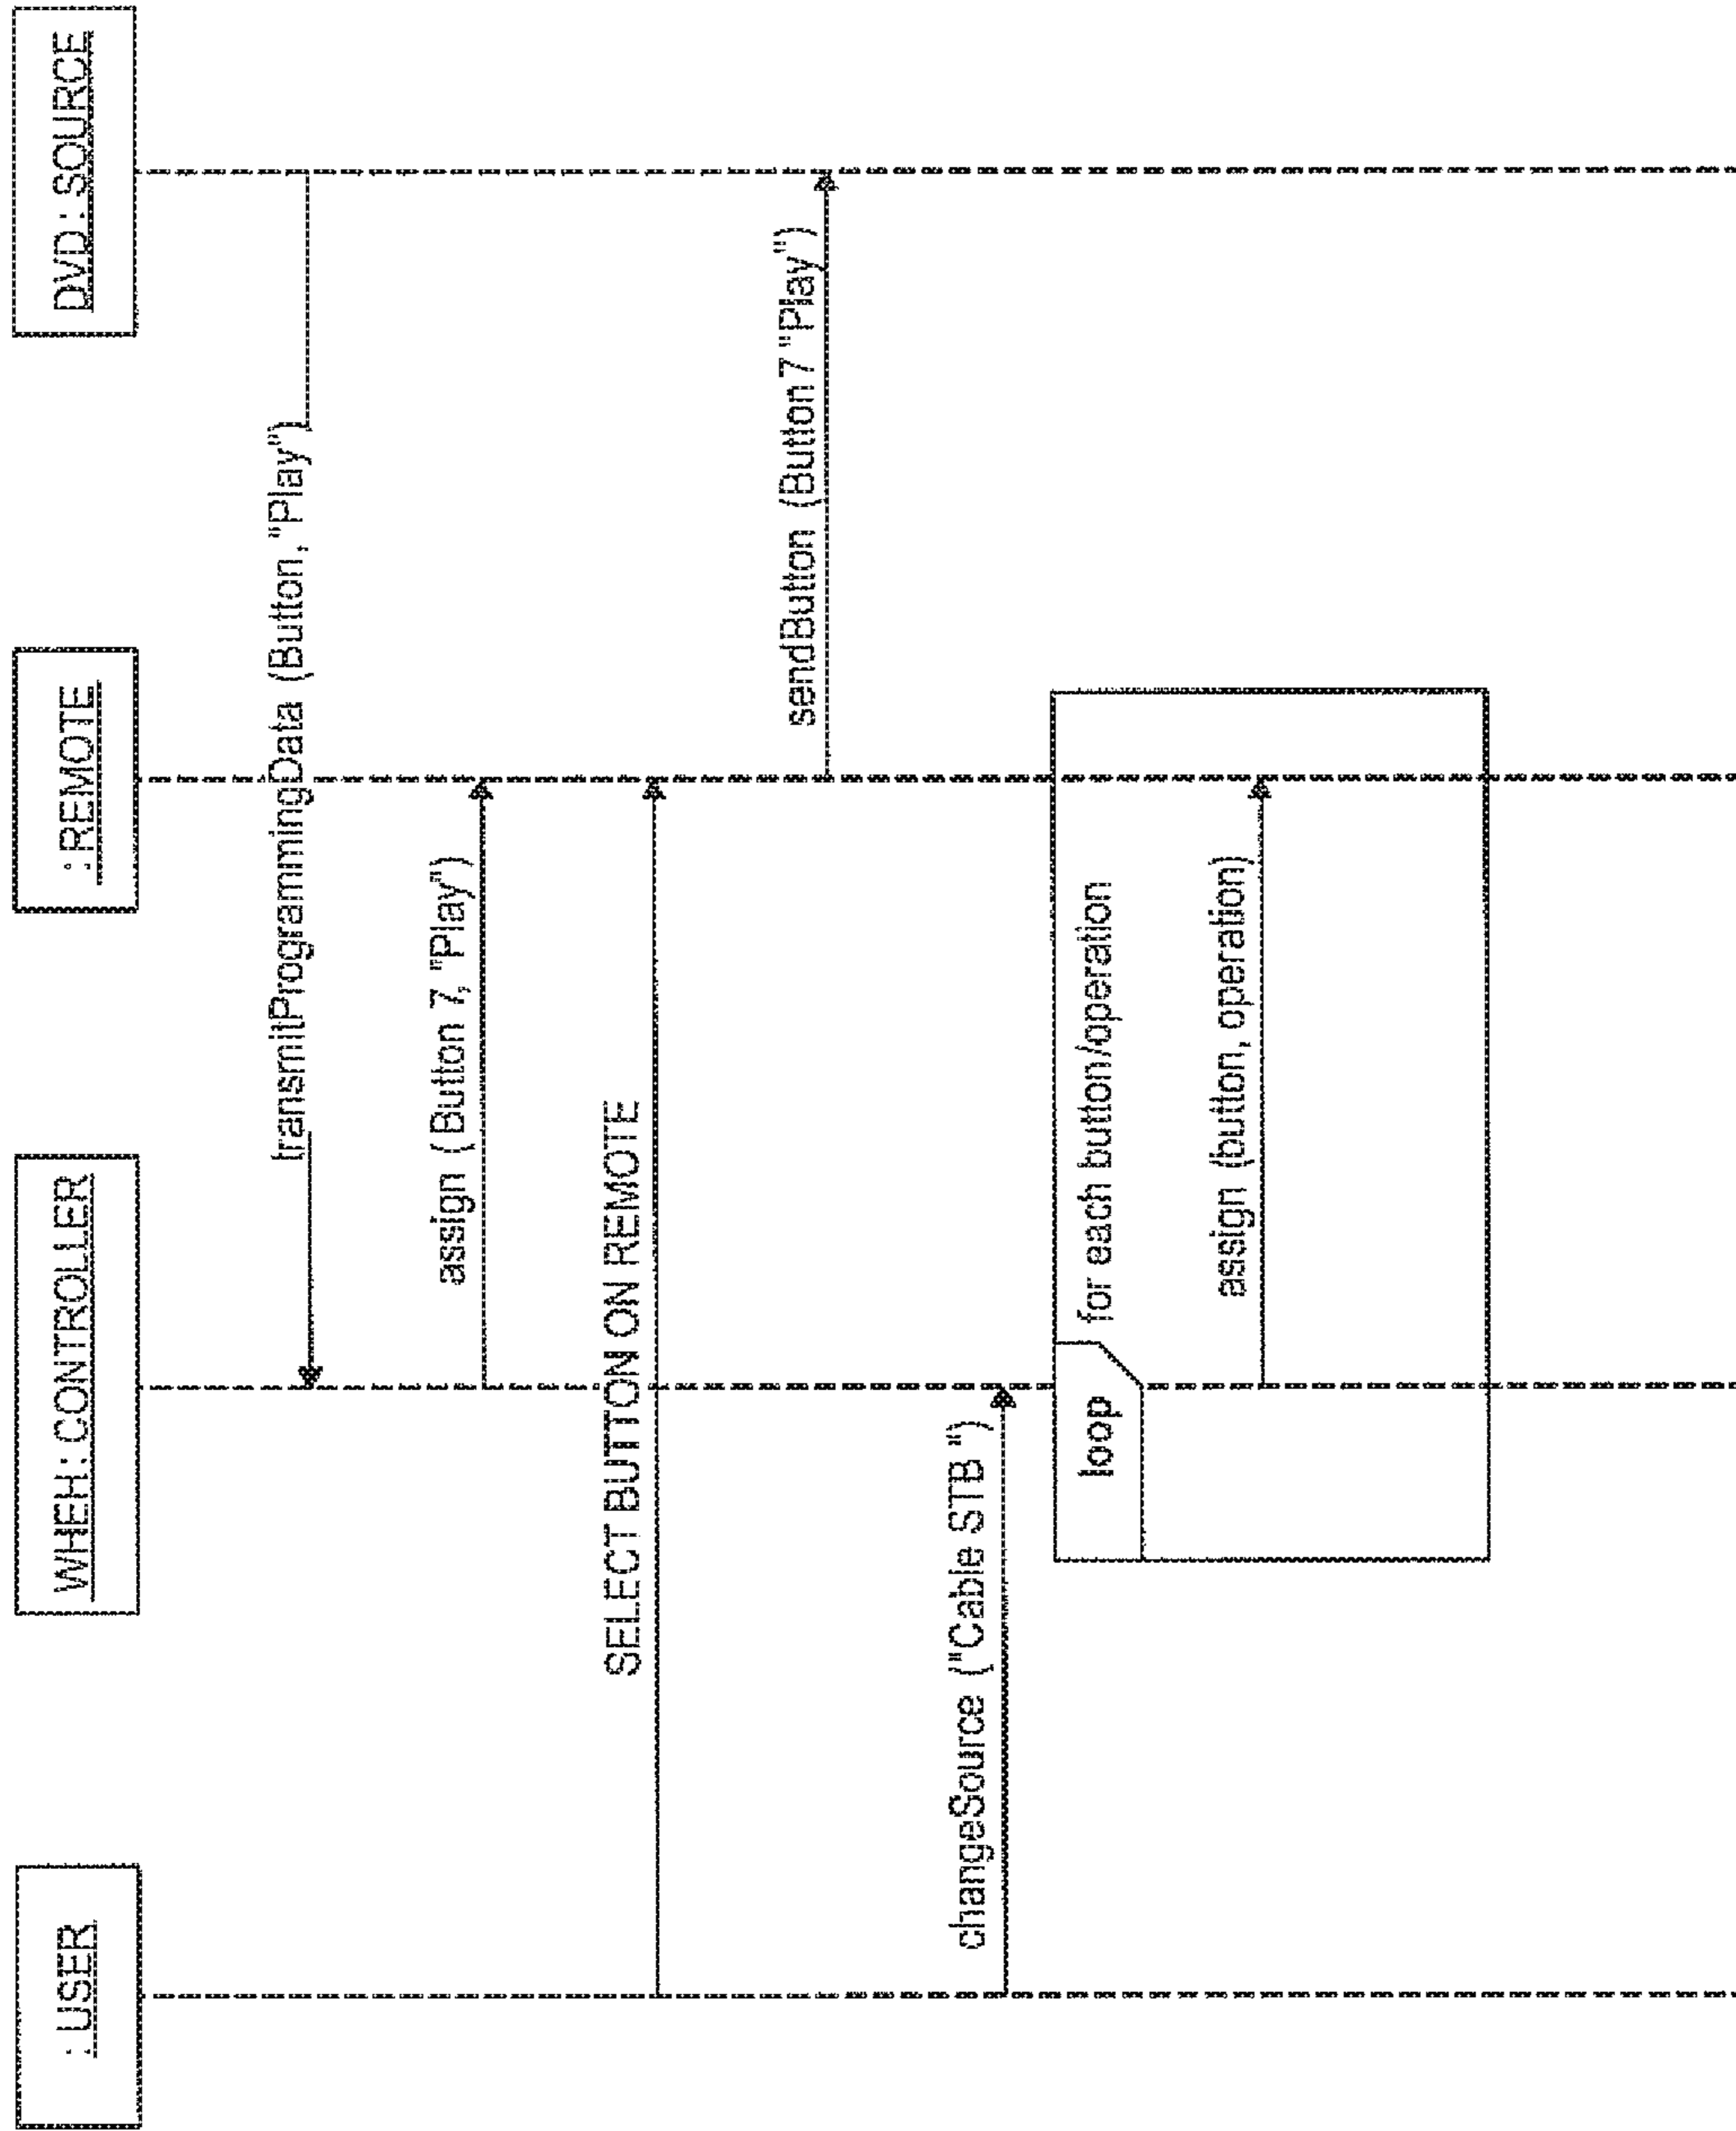 : USER
WHEH : CONTROLLER
: REMOTE
DVD : SOURCE
transmitProgrammingData (Button, "Play")
assign (Button 7, "Play")
SELECT BUTTON ON REMOTE
sendButton (Button 7 "Play")
changeSource ("Cable STB ")
loop
for each button/operation
assign (button, operation)